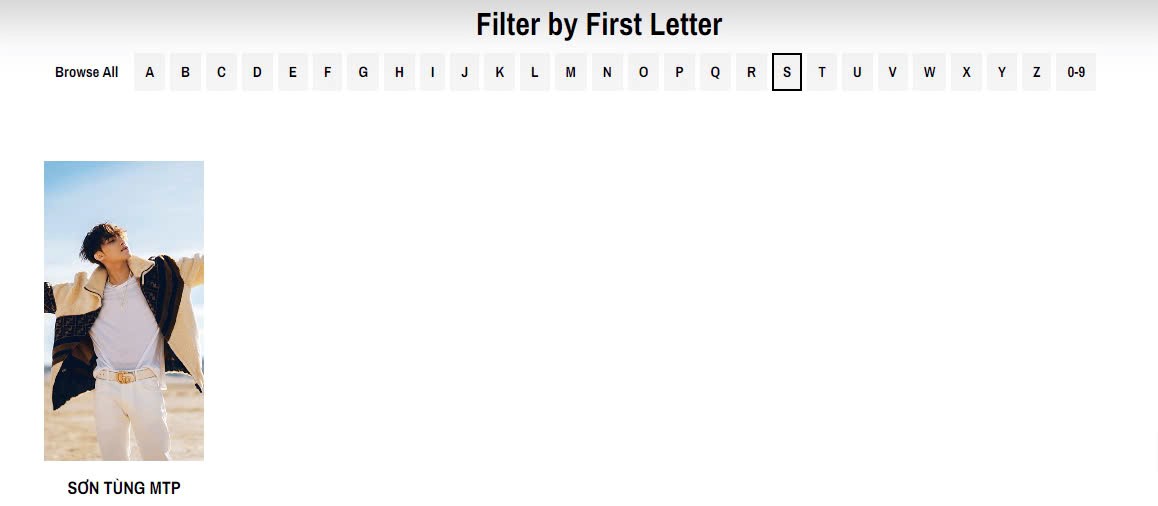 Filter by First Letter
Browse All A B C D E F G H I J K L M N O P Q R S T U V W X Y Z 0-9
SƠN TÙNG MTP